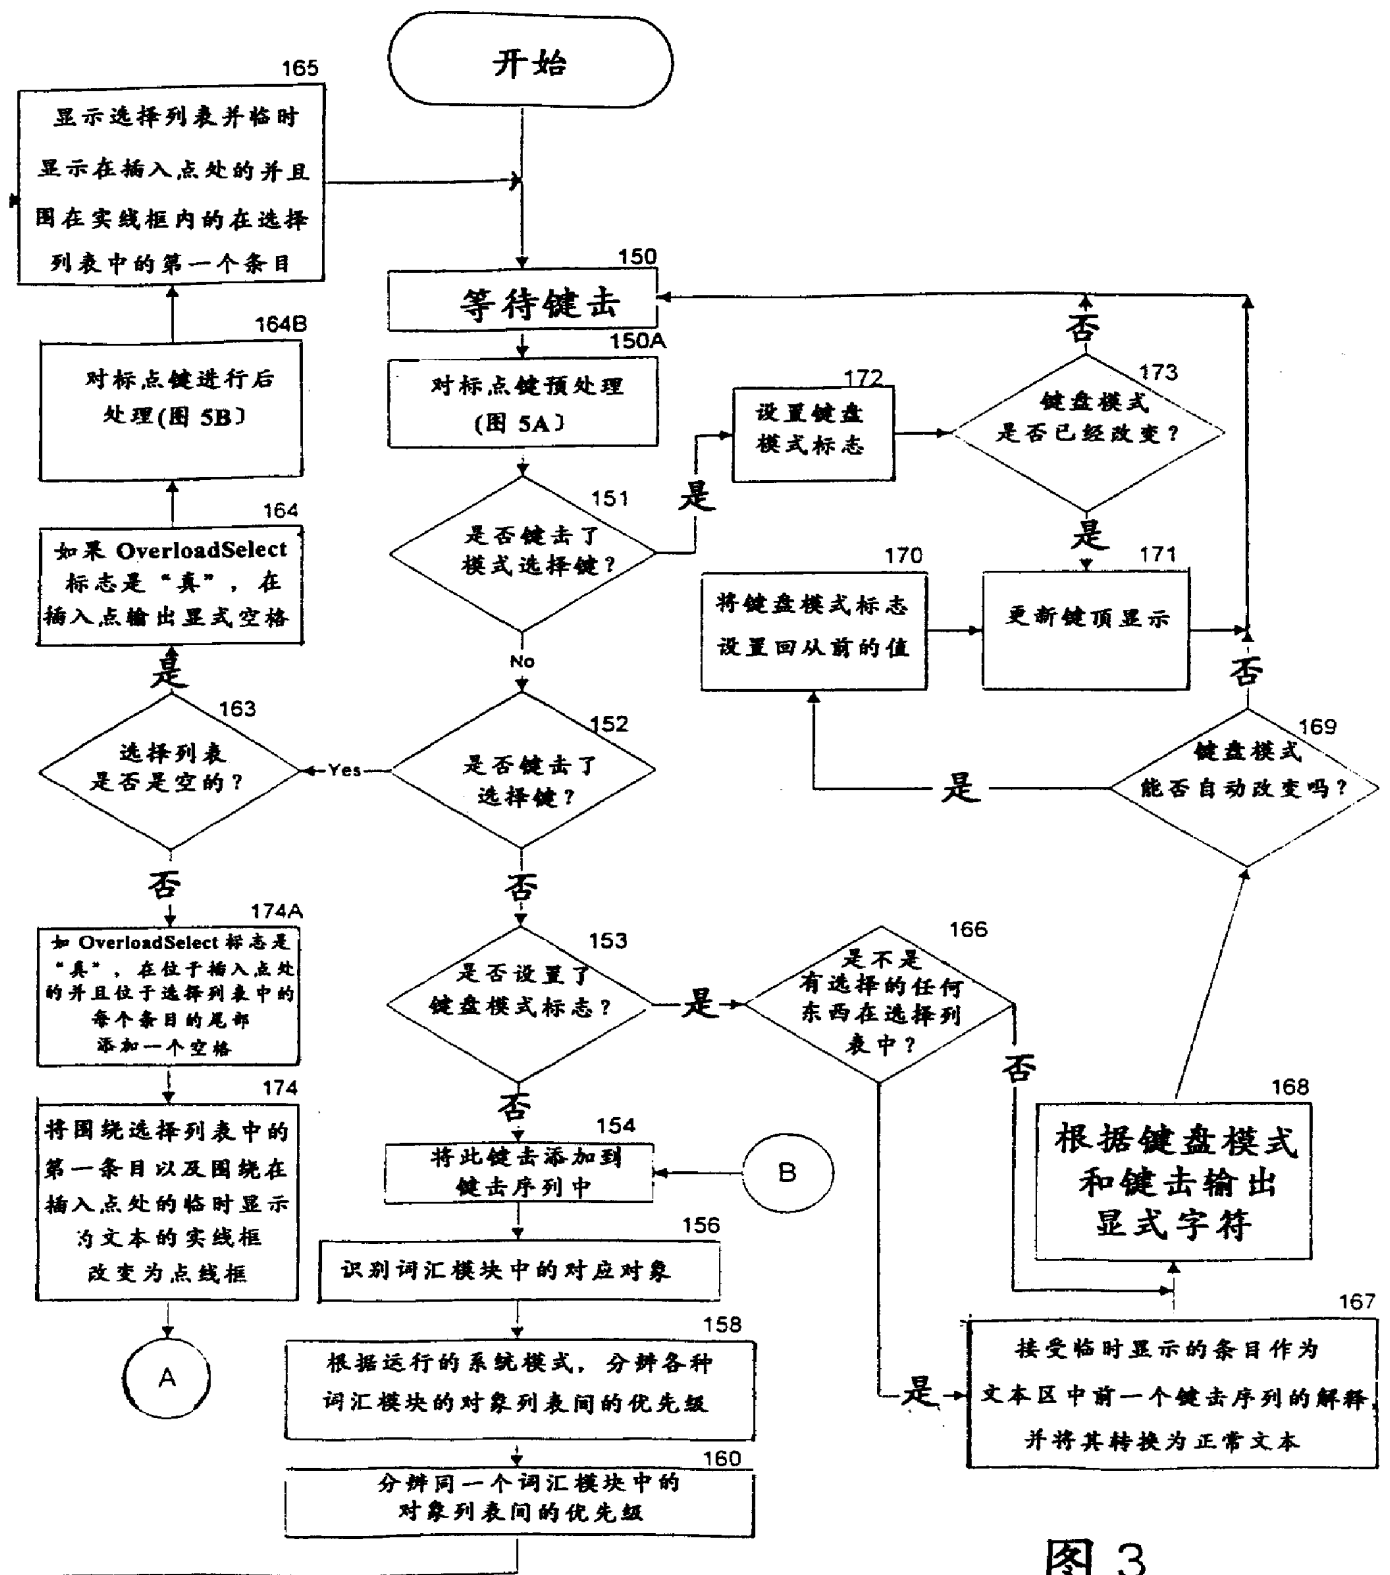 开始
165
显示选择列表并临时
显示在插入点处的并且
围在实线框内的在选择
列表中的第一个条目
150
等待键击
164B
对标点键进行后
处理(图 5B)
150A
对标点键预处理
(图 5A)
172
设置键盘
模式标志
173
键盘模式
是否已经改变?
否
是
164
如果 OverloadSelect
标志是“真”, 在
插入点输出显式空格
是
151
是否键击了
模式选择键?
是
No
170
将键盘模式标志
设置回从前的值
171
更新键顶显示
否
163
选择列表
是否是空的?
Yes
152
是否键击了
选择键?
169
键盘模式
能否自动改变吗?
是
否
否
174A
如 OverloadSelect 标志是
“真”, 在位于插入点处
的并且位于选择列表中的
每个条目的尾部
添加一个空格
153
是否设置了
键盘模式标志?
是
166
是不是
有选择的任何
东西在选择列
表中?
否
否
174
将围绕选择列表中的
第一条目以及围绕在
插入点处的临时显示
为文本的实线框
改变为点线框
154
将此键击添加到
键击序列中
B
168
根据键盘模式
和键击输出
显式字符
156
识别词汇模块中的对应对象
A
158
根据运行的系统模式, 分辨各种
词汇模块的对象列表间的优先级
是
167
接受临时显示的条目作为
文本区中前一个键击序列的解释,
并将其转换为正常文本
160
分辨同一个词汇模块中的
对象列表间的优先级
图 3